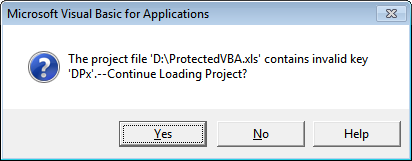 Microsoft Visual Basic for Applications
The project file 'D:\ProtectedVBA.xls' contains invalid key
'DPx'.--Continue Loading Project?
Yes
No
Help